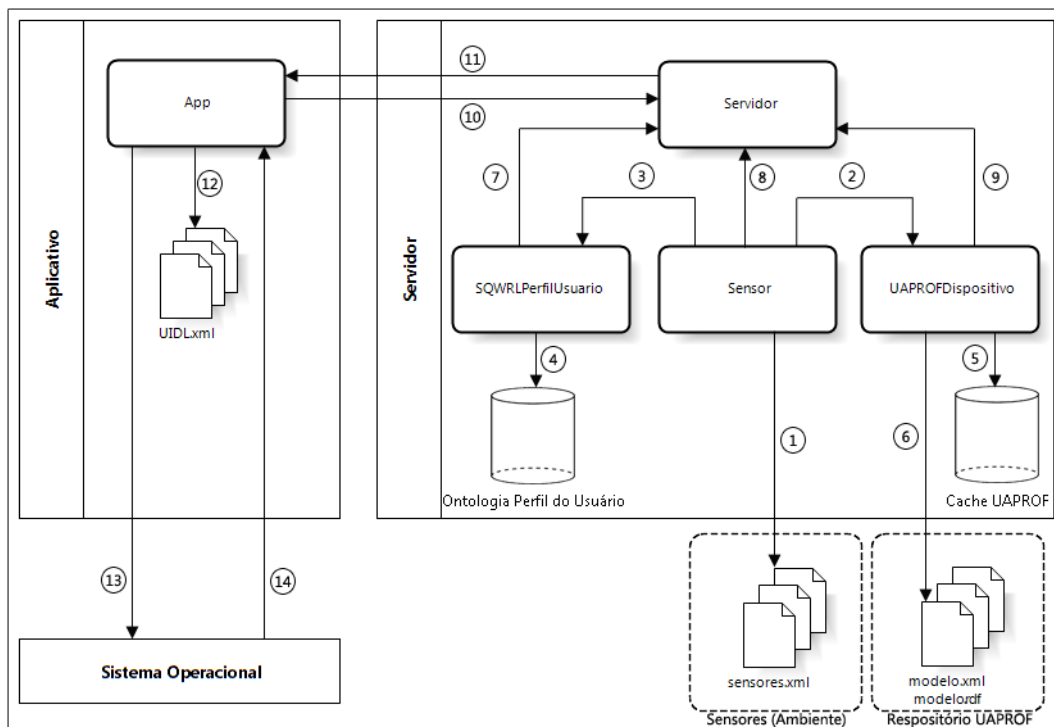 Aplicativo
App
12
UIDL.xml
13
14
Sistema Operacional
11
10
Servidor
Servidor
7
3
8
2
9
SQWRLPerfilUsuario
Sensor
UAPROFDispositivo
4
1
6
5
Ontologia Perfil do Usuário
Cache UAPROF
sensores.xml
Sensores (Ambiente)
modelo.xml
modelo.rdf
Respositório UAPROF